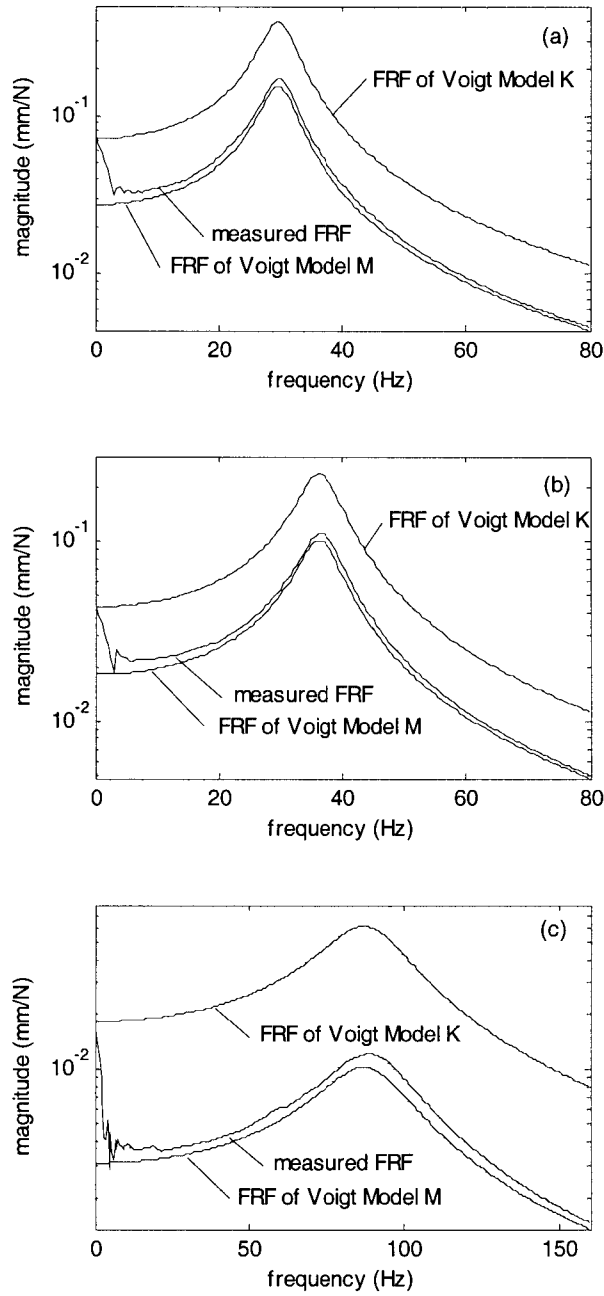 (a)
FRF of Voigt Model K
10^-1
measured FRF
FRF of Voigt Model M
10^-2
magnitude (mm/N)
0 20 40 60 80
frequency (Hz)
(b)
FRF of Voigt Model K
10^-1
measured FRF
FRF of Voigt Model M
10^-2
magnitude (mm/N)
0 20 40 60 80
frequency (Hz)
(c)
FRF of Voigt Model K
10^-2
measured FRF
FRF of Voigt Model M
magnitude (mm/N)
0 50 100 150
frequency (Hz)